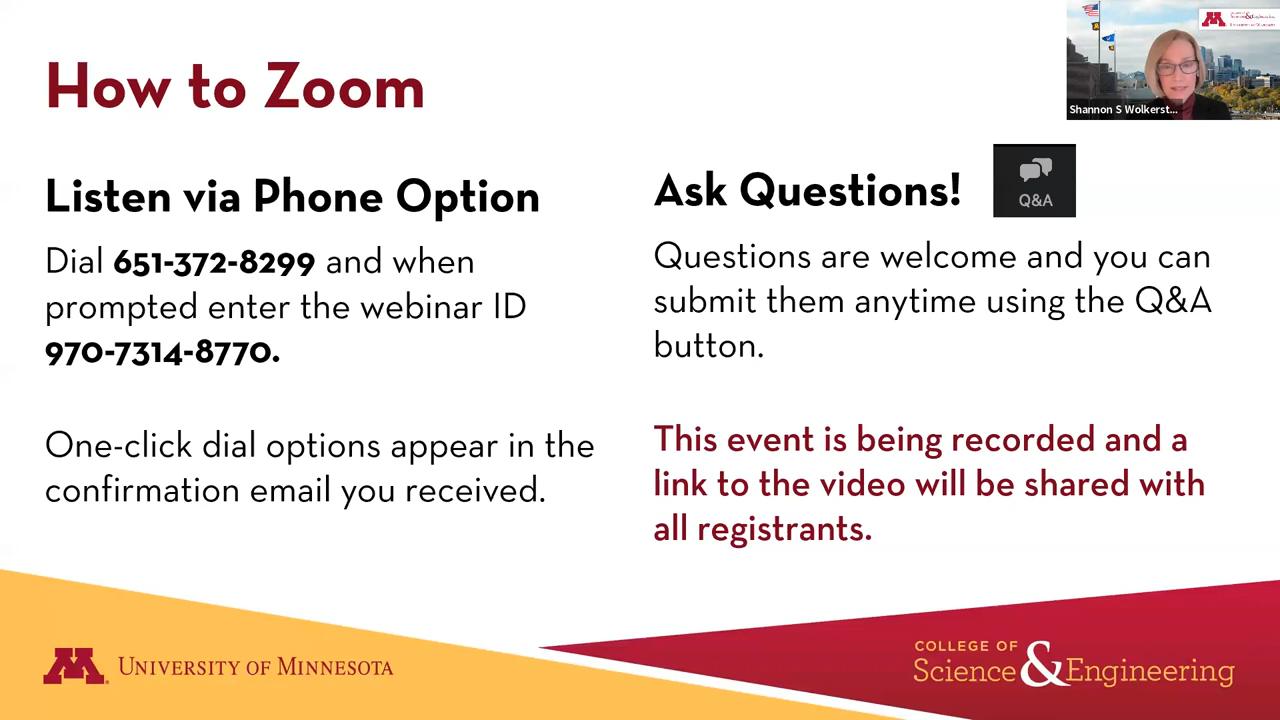 How to Zoom
Shannon S Wolkerst...
Listen via Phone Option
Dial 651-372-8299 and when
prompted enter the webinar ID
970-7314-8770.
One-click dial options appear in the
confirmation email you received.
Ask Questions!
Q&A
Questions are welcome and you can
submit them anytime using the Q&A
button.
This event is being recorded and a
link to the video will be shared with
all registrants.
M
UNIVERSITY OF MINNESOTA
COLLEGE OF
Science & Engineering